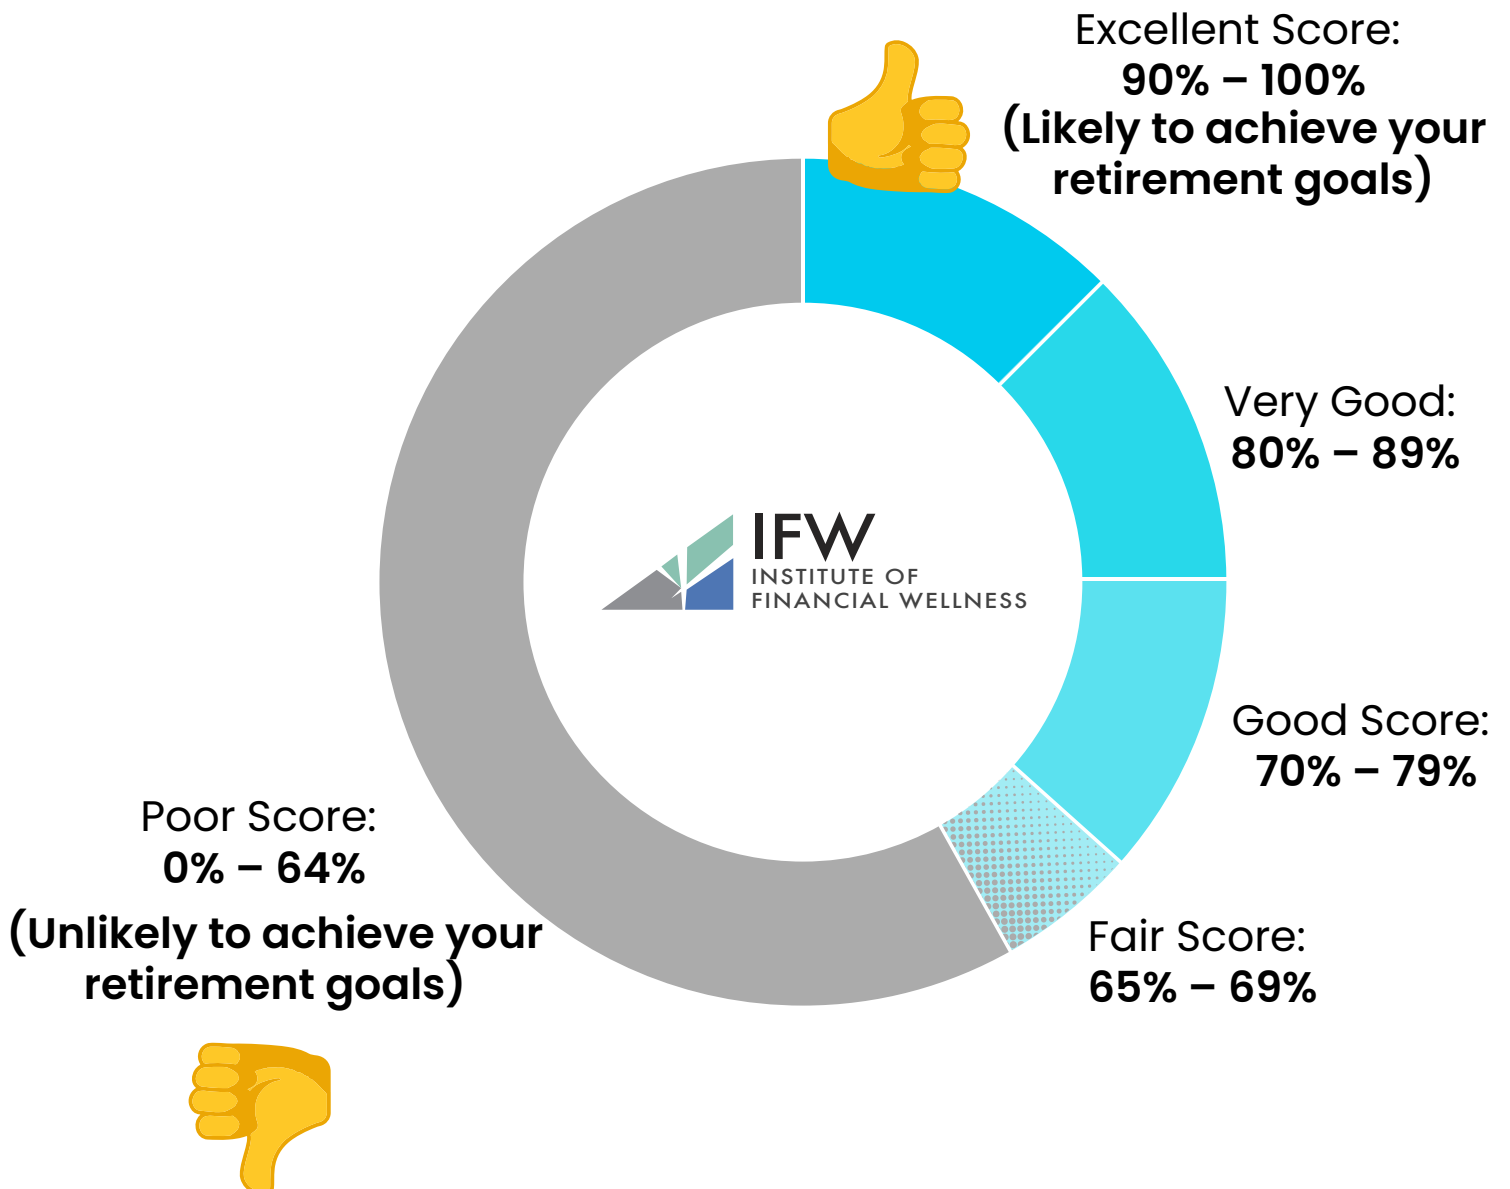 Excellent Score:
90% – 100%
(Likely to achieve your
retirement goals)
Very Good:
80% – 89%
IFW
INSTITUTE OF
FINANCIAL WELLNESS
Good Score:
70% – 79%
Poor Score:
0% – 64%
(Unlikely to achieve your
retirement goals)
Fair Score:
65% – 69%